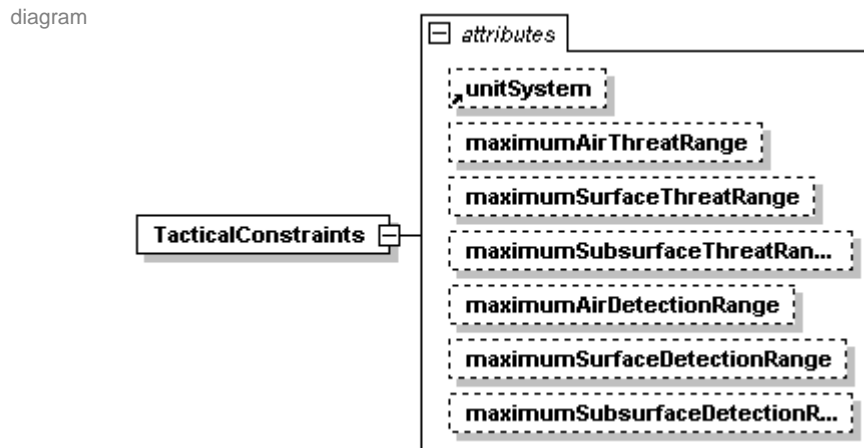 diagram
attributes
unitSystem
maximumAirThreatRange
maximumSurfaceThreatRange
TacticalConstraints
maximumSubsurfaceThreatRan...
maximumAirDetectionRange
maximumSurfaceDetectionRange
maximumSubsurfaceDetectionR...